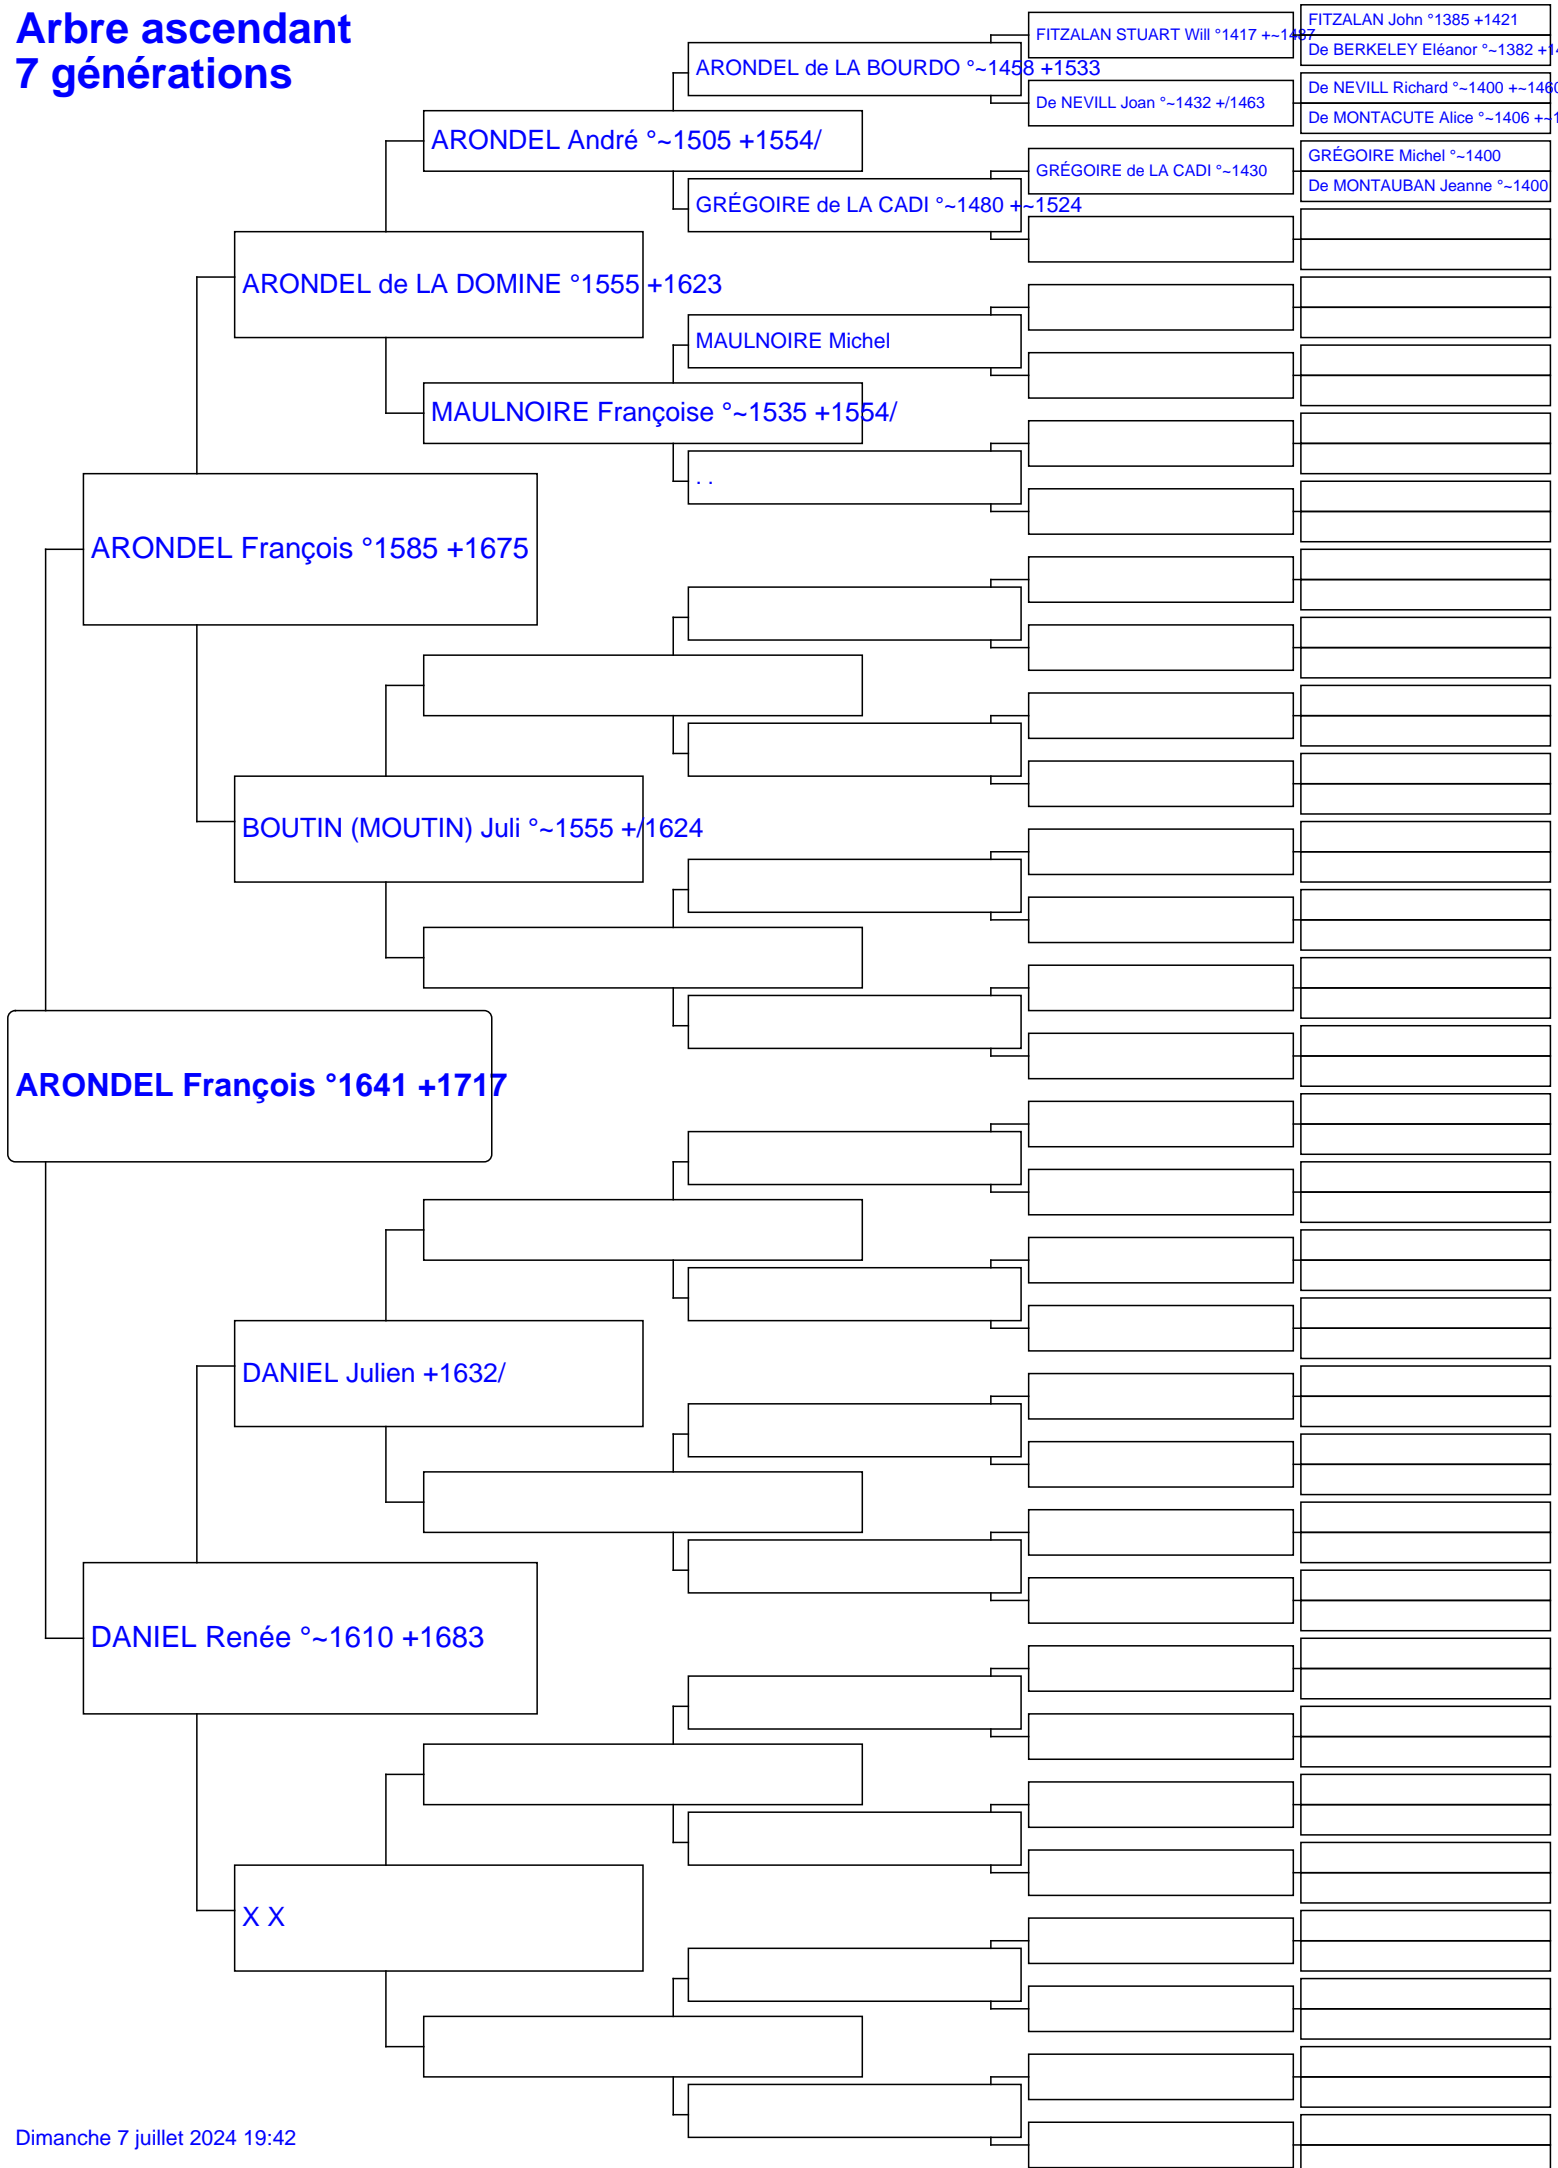 Arbre ascendant
7 générations
FITZALAN John °1385 +1421
FITZALAN STUART Will °1417 +~1487
De BERKELEY Eléanor °~1382 +1
ARONDEL de LA BOURDO °~1458 +1533
De NEVILL Richard °~1400 +~1460
De NEVILL Joan °~1432 +/1463
De MONTACUTE Alice °~1406 +~1
ARONDEL André °~1505 +1554/
GRÉGOIRE Michel °~1400
GRÉGOIRE de LA CADI °~1430
De MONTAUBAN Jeanne °~1400
GRÉGOIRE de LA CADI °~1480 +~1524
ARONDEL de LA DOMINE °1555 +1623
MAULNOIRE Michel
MAULNOIRE Françoise °~1535 +1554/
. .
ARONDEL François °1585 +1675
BOUTIN (MOUTIN) Juli °~1555 +/1624
ARONDEL François °1641 +1717
DANIEL Julien +1632/
DANIEL Renée °~1610 +1683
X X
Dimanche 7 juillet 2024 19:42